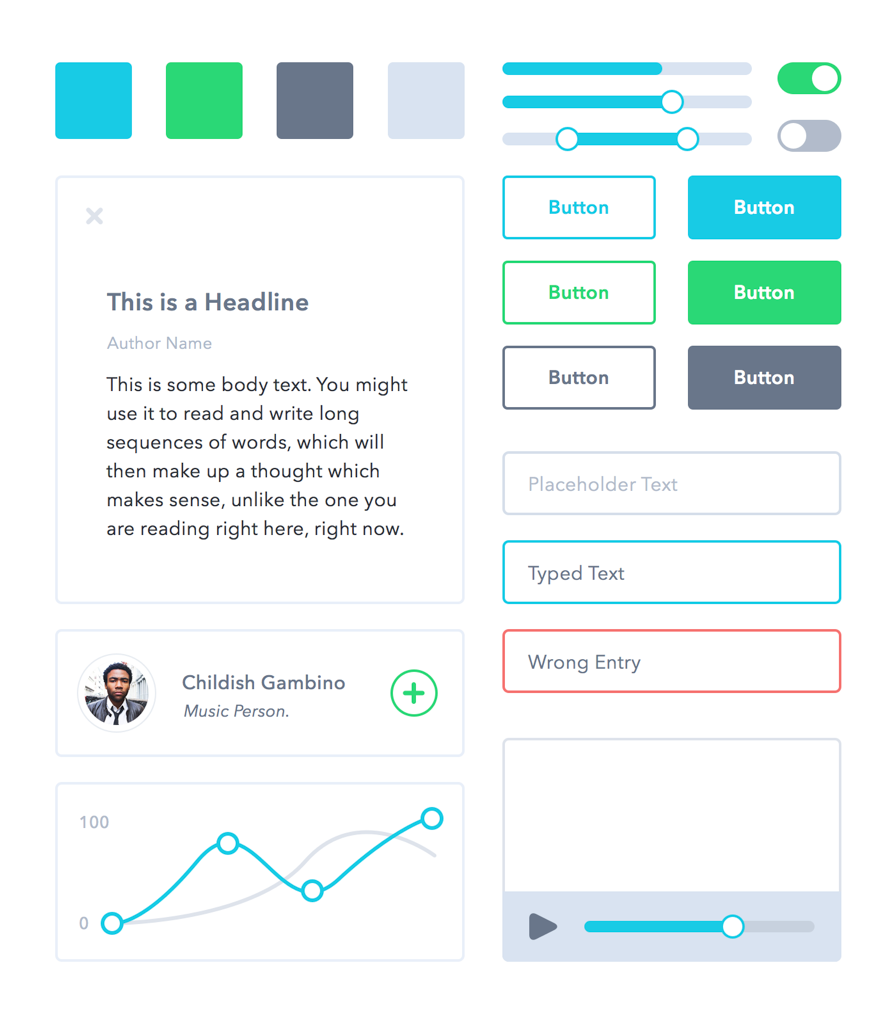 This is a Headline
Author Name
This is some body text. You might
use it to read and write long
sequences of words, which will
then make up a thought which
makes sense, unlike the one you
are reading right here, right now.
Childish Gambino
Music Person.
100
0
Button
Button
Button
Button
Button
Button
Placeholder Text
Typed Text
Wrong Entry